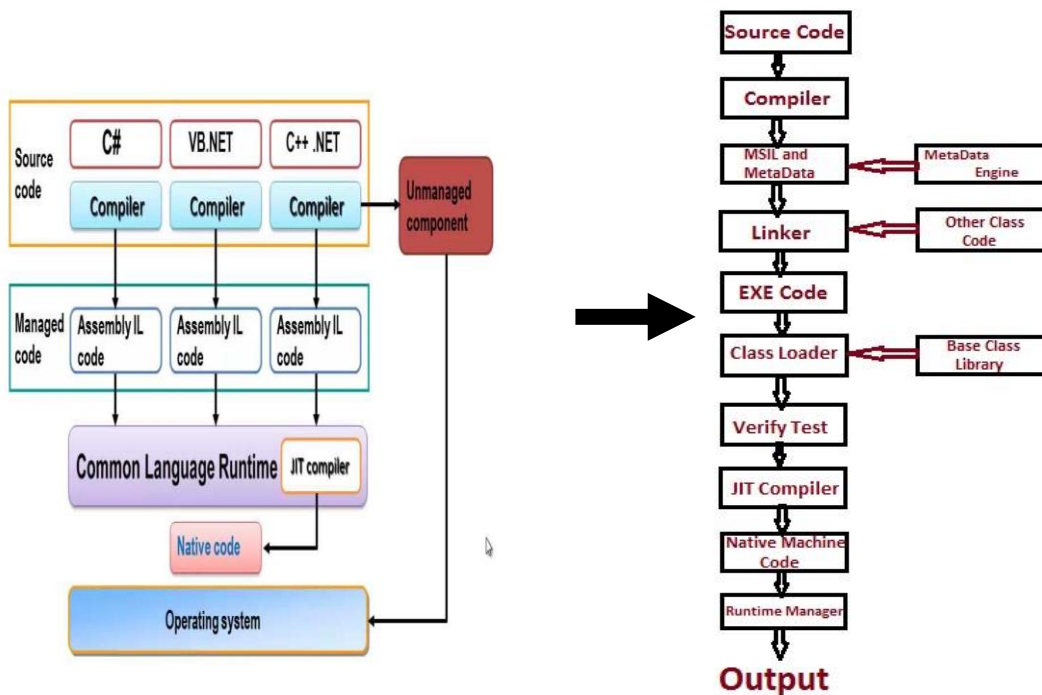 C#
VB.NET
C++ .NET
Source
code
Compiler
Compiler
Compiler
Unmanaged
component
Managed
code
Assembly IL
code
Assembly IL
code
Assembly IL
code
Common Language Runtime
JIT compiler
Native code
Operating system
Source Code
Compiler
MSIL and
MetaData
MetaData
Engine
Linker
Other Class
Code
EXE Code
Class Loader
Base Class
Library
Verify Test
JIT Compiler
Native Machine
Code
Runtime Manager
Output